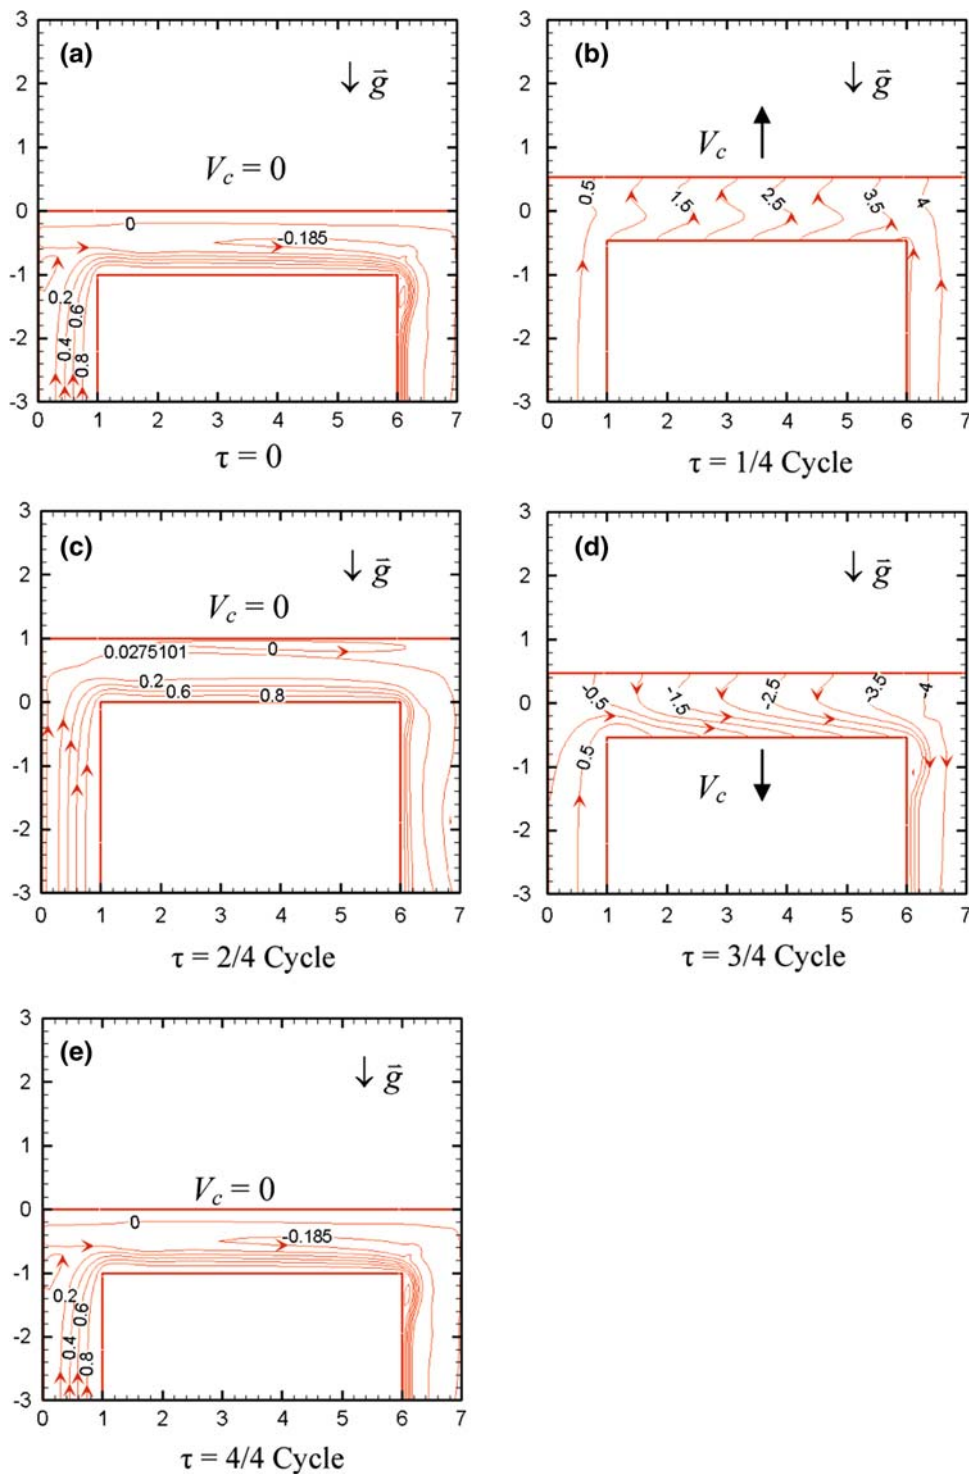 (a)
↓ g̅
V_c = 0
0
-0.185
0.2
0.6
0.4
0.8
3
2
1
0
-1
-2
-3
0 1 2 3 4 5 6 7
τ = 0
(b)
↓ g̅
V_c
0.5
1.5
2.5
3.5
4
3
2
1
0
-1
-2
-3
0 1 2 3 4 5 6 7
τ = 1/4 Cycle
(c)
↓ g̅
V_c = 0
0.0275101
0
0.2
0.6
0.8
3
2
1
0
-1
-2
-3
0 1 2 3 4 5 6 7
τ = 2/4 Cycle
(d)
↓ g̅
-0.5
-1.5
-2.5
-3.5
-4
0.5
V_c
3
2
1
0
-1
-2
-3
0 1 2 3 4 5 6 7
τ = 3/4 Cycle
(e)
↓ g̅
V_c = 0
0
-0.185
0.2
0.6
0.4
0.8
3
2
1
0
-1
-2
-3
0 1 2 3 4 5 6 7
τ = 4/4 Cycle